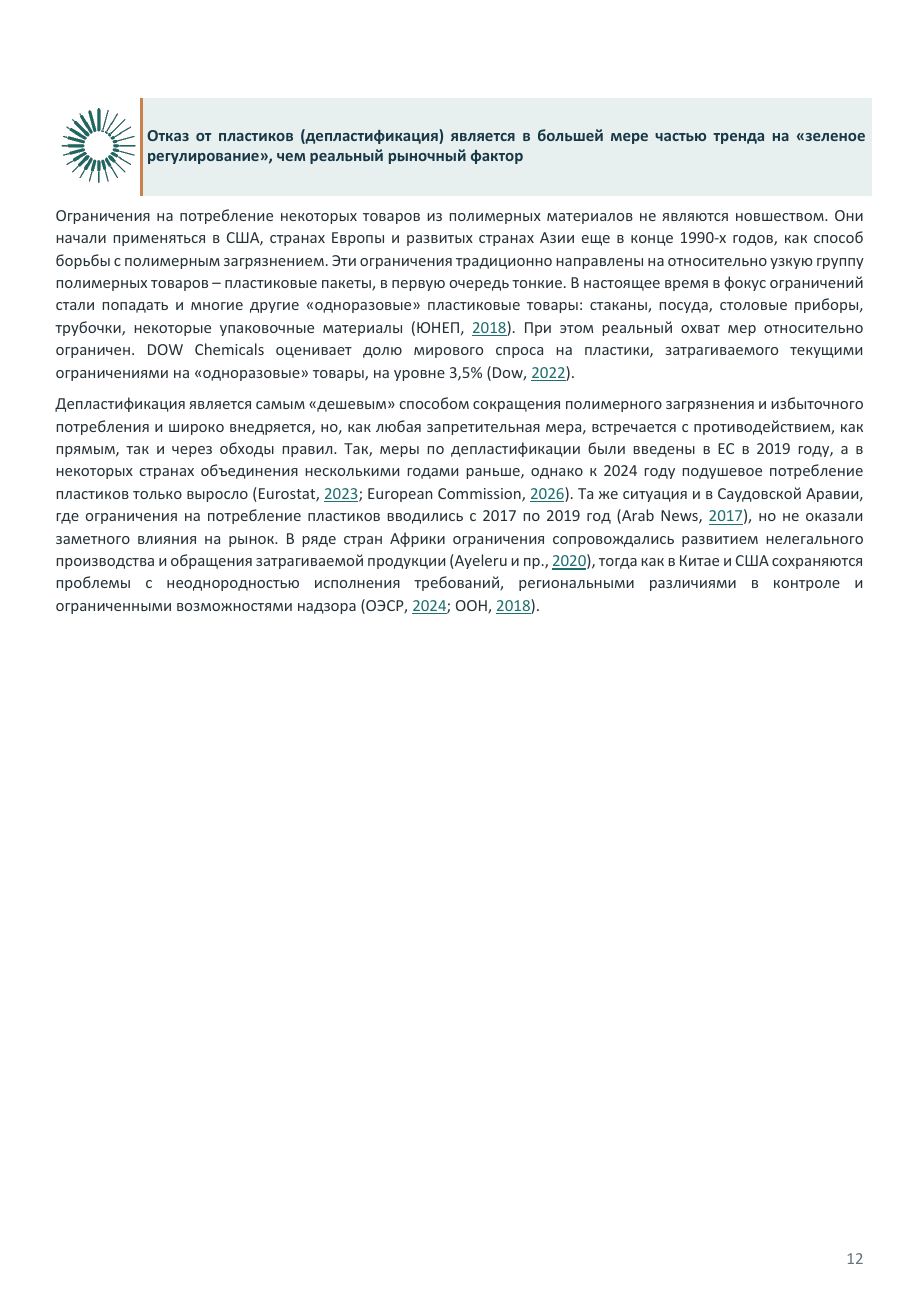 Отказ от пластиков (депластификация) является в большей мере частью тренда на «зеленое
регулирование», чем реальный рыночный фактор
Ограничения на потребление некоторых товаров из полимерных материалов не являются новшеством. Они
начали применяться в США, странах Европы и развитых странах Азии еще в конце 1990-х годов, как способ
борьбы с полимерным загрязнением. Эти ограничения традиционно направлены на относительно узкую группу
полимерных товаров – пластиковые пакеты, в первую очередь тонкие. В настоящее время в фокус ограничений
стали попадать и многие другие «одноразовые» пластиковые товары: стаканы, посуда, столовые приборы,
трубочки, некоторые упаковочные материалы (ЮНЕП, 2018). При этом реальный охват мер относительно
ограничен. DOW Chemicals оценивает долю мирового спроса на пластики, затрагиваемого текущими
ограничениями на «одноразовые» товары, на уровне 3,5% (Dow, 2022).
Депластификация является самым «дешевым» способом сокращения полимерного загрязнения и избыточного
потребления и широко внедряется, но, как любая запретительная мера, встречается с противодействием, как
прямым, так и через обходы правил. Так, меры по депластификации были введены в ЕС в 2019 году, а в
некоторых странах объединения несколькими годами раньше, однако к 2024 году подушевое потребление
пластиков только выросло (Eurostat, 2023; European Commission, 2026). Та же ситуация и в Саудовской Аравии,
где ограничения на потребление пластиков вводились с 2017 по 2019 год (Arab News, 2017), но не оказали
заметного влияния на рынок. В ряде стран Африки ограничения сопровождались развитием нелегального
производства и обращения затрагиваемой продукции (Ayeleru и пр., 2020), тогда как в Китае и США сохраняются
проблемы с неоднородностью исполнения требований, региональными различиями в контроле и
ограниченными возможностями надзора (ОЭСР, 2024; ООН, 2018).
12